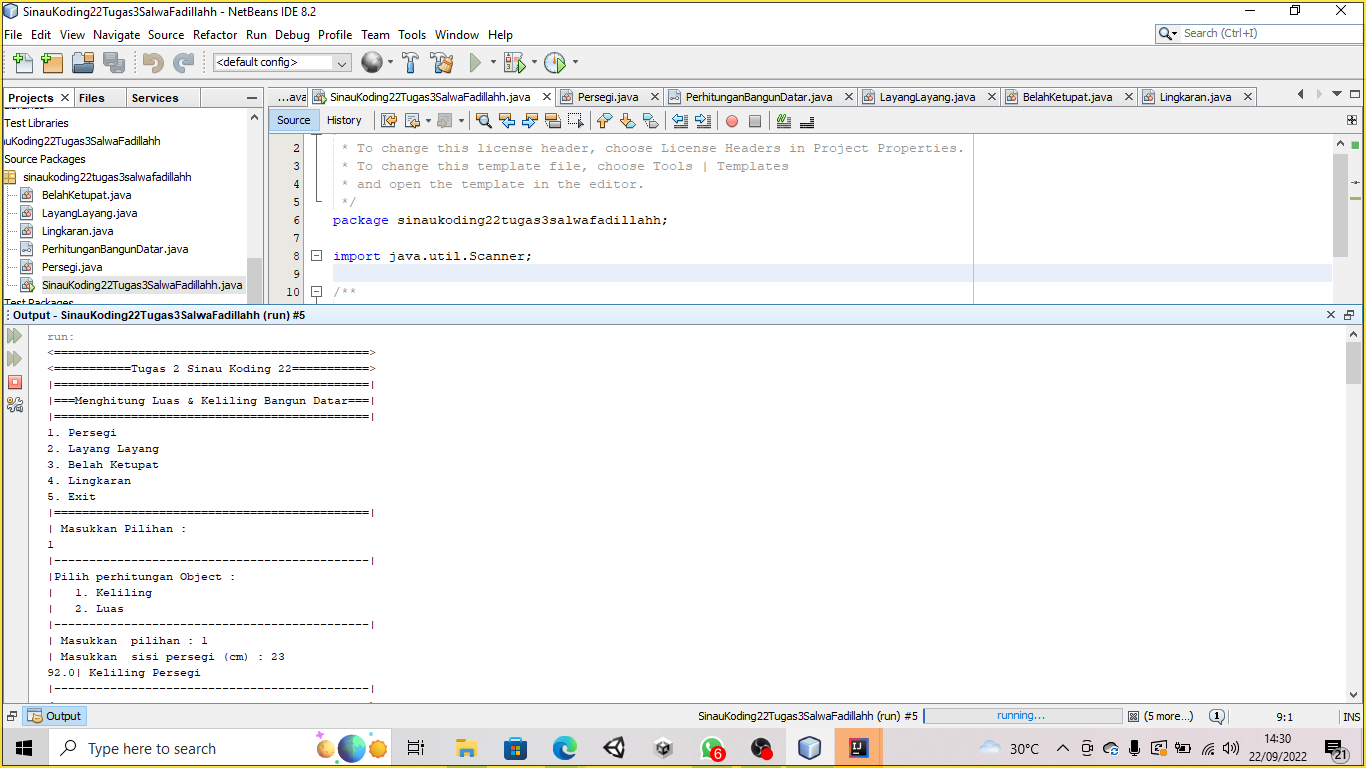 SinauKoding22Tugas3SalwaFadillahh - NetBeans IDE 8.2
File Edit View Navigate Source Refactor Run Debug Profile Team Tools Window Help
Search (Ctrl+I)
<default config>
Projects Files Services
...ava SinauKoding22Tugas3SalwaFadillahh.java Persegi.java PerhitunganBangunDatar.java LayangLayang.java BelahKetupat.java Lingkaran.java
Source History
Test Libraries
uKoding22Tugas3SalwaFadillahh
Source Packages
sinaukoding22tugas3salwafadillahh
BelahKetupat.java
LayangLayang.java
Lingkaran.java
PerhitunganBangunDatar.java
Persegi.java
SinauKoding22Tugas3SalwaFadillahh.java
Test Packages
2 * To change this license header, choose License Headers in Project Properties.
3 * To change this template file, choose Tools | Templates
4 * and open the template in the editor.
5 */
6 package sinaukoding22tugas3salwafadillahh;
7
8 import java.util.Scanner;
9
10 /**
Output - SinauKoding22Tugas3SalwaFadillahh (run) #5
run:
<=============================================>
<===========Tugas 2 Sinau Koding 22===========>
|=============================================|
|===Menghitung Luas & Keliling Bangun Datar===|
|=============================================|
1. Persegi
2. Layang Layang
3. Belah Ketupat
4. Lingkaran
5. Exit
|=============================================|
| Masukkan Pilihan :
1
|---------------------------------------------|
|Pilih perhitungan Object :
|   1. Keliling
|   2. Luas
|---------------------------------------------|
| Masukkan  pilihan : 1
| Masukkan  sisi persegi (cm) : 23
92.0| Keliling Persegi
|---------------------------------------------|
Output
SinauKoding22Tugas3SalwaFadillahh (run) #5 running... (5 more...) 1 9:1 INS
Type here to search
6
30°C
14:30
22/09/2022
21